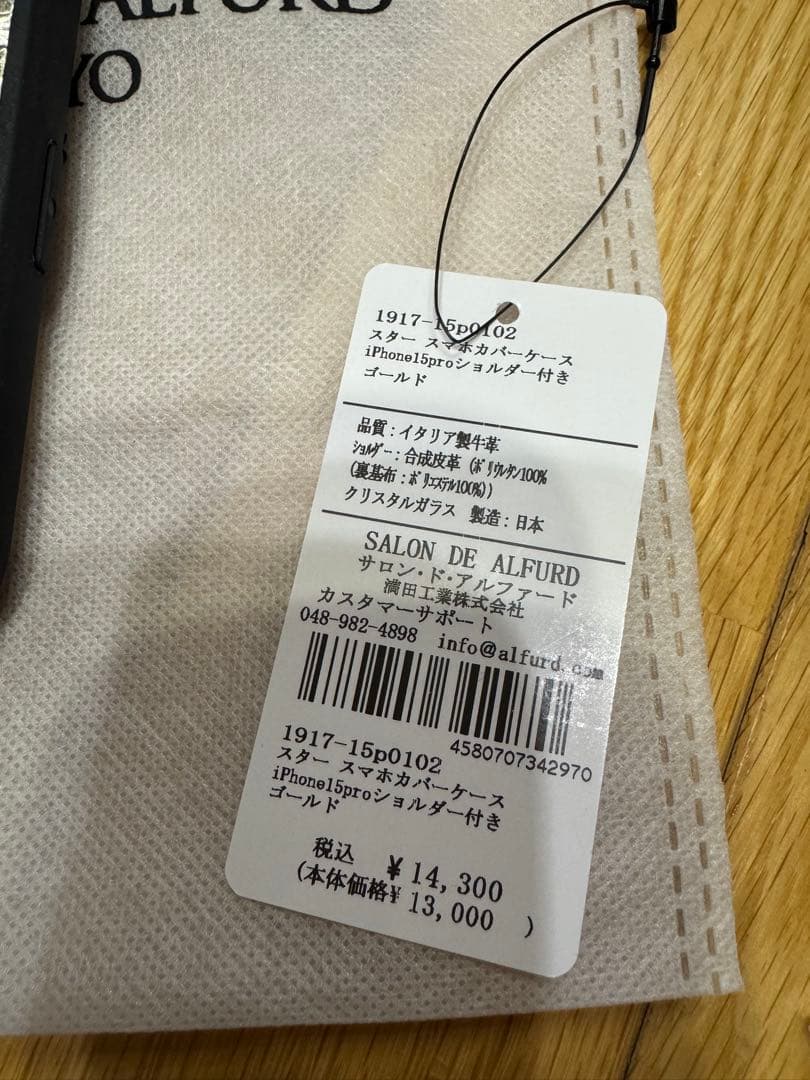 ALFURD
YO
1917-15p0102
スター スマホカバーケース
iPhone15proショルダー付き
ゴールド
品質：イタリア製牛革
ｼｮﾙﾀﾞｰ：合成皮革（ﾎﾟﾘｳﾚﾀﾝ100%
(裏基布：ﾎﾟﾘｴｽﾃﾙ100%))
クリスタルガラス 製造：日本
SALON DE ALFURD
サロン・ド・アルファード
満田工業株式会社
カスタマーサポート
048-982-4898 info@alfurd.com
4580707342970
1917-15p0102
スター スマホカバーケース
iPhone15proショルダー付き
ゴールド
税込 ¥ 14,300
(本体価格¥ 13,000 )